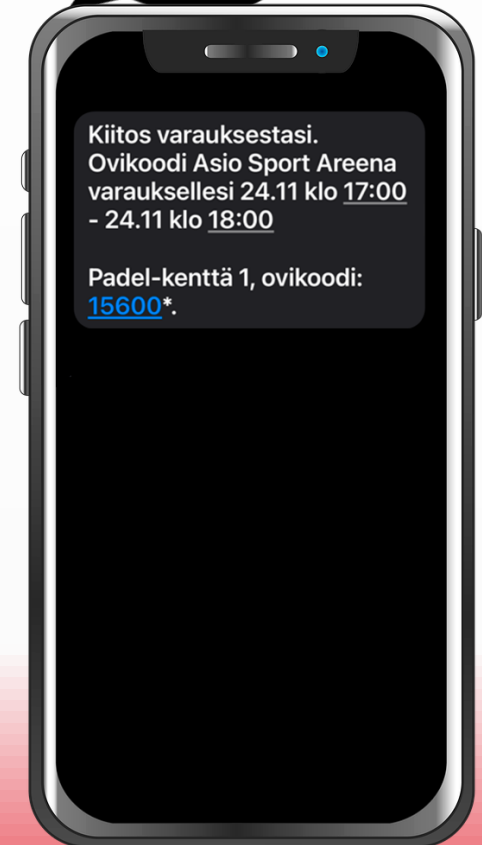 Kiitos varauksestasi.
Ovikoodi Asio Sport Areena
varauksellesi 24.11 klo 17:00
- 24.11 klo 18:00
Padel-kenttä 1, ovikoodi:
15600*.